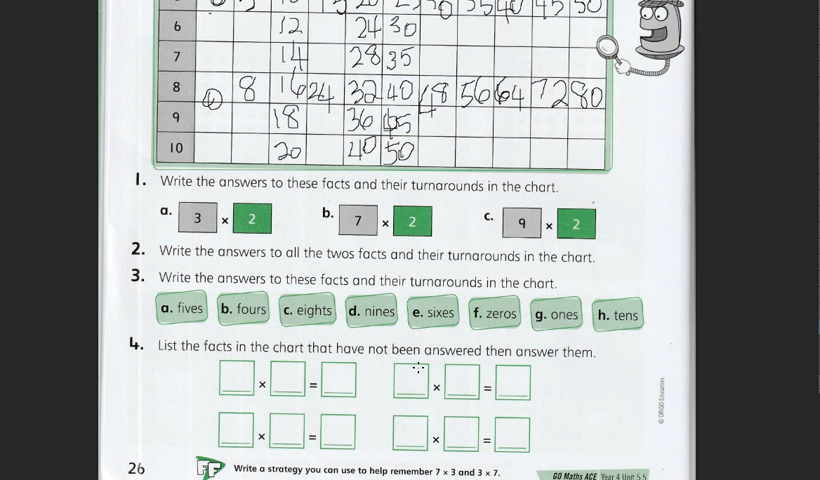 6 12 24 30
7 14 28 35
8 8 16 24 32 40 48 56 64 72 80
9 18 36 45
10 20 40 50
1. Write the answers to these facts and their turnarounds in the chart.
a. 3 × 2 b. 7 × 2 c. 9 × 2
2. Write the answers to all the twos facts and their turnarounds in the chart.
3. Write the answers to these facts and their turnarounds in the chart.
a. fives b. fours c. eights d. nines e. sixes f. zeros g. ones h. tens
4. List the facts in the chart that have not been answered then answer them.
× = × =
× = × =
26 FF Write a strategy you can use to help remember 7 × 3 and 3 × 7. GO Maths ACE Year 4 Unit 5.5
© ORIGO Education